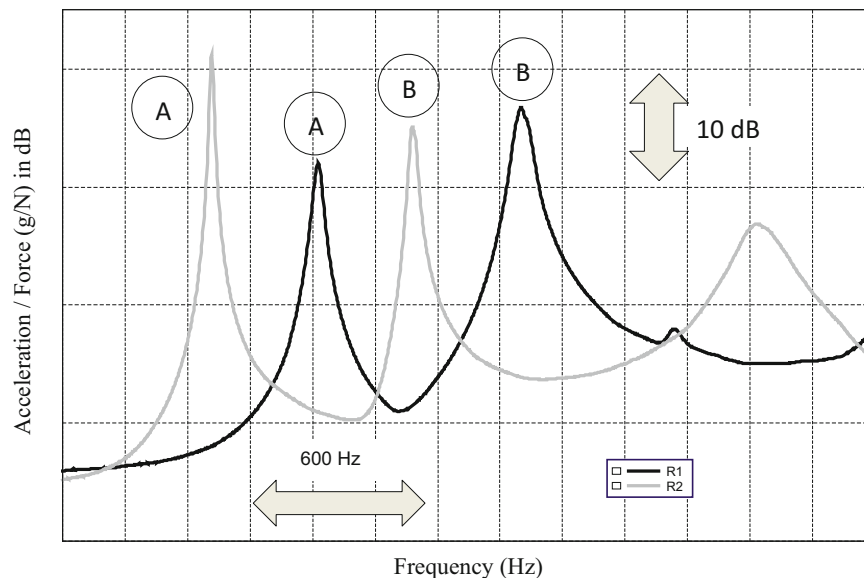 Acceleration / Force (g/N) in dB
A
A
B
B
10 dB
600 Hz
R1
R2
Frequency (Hz)